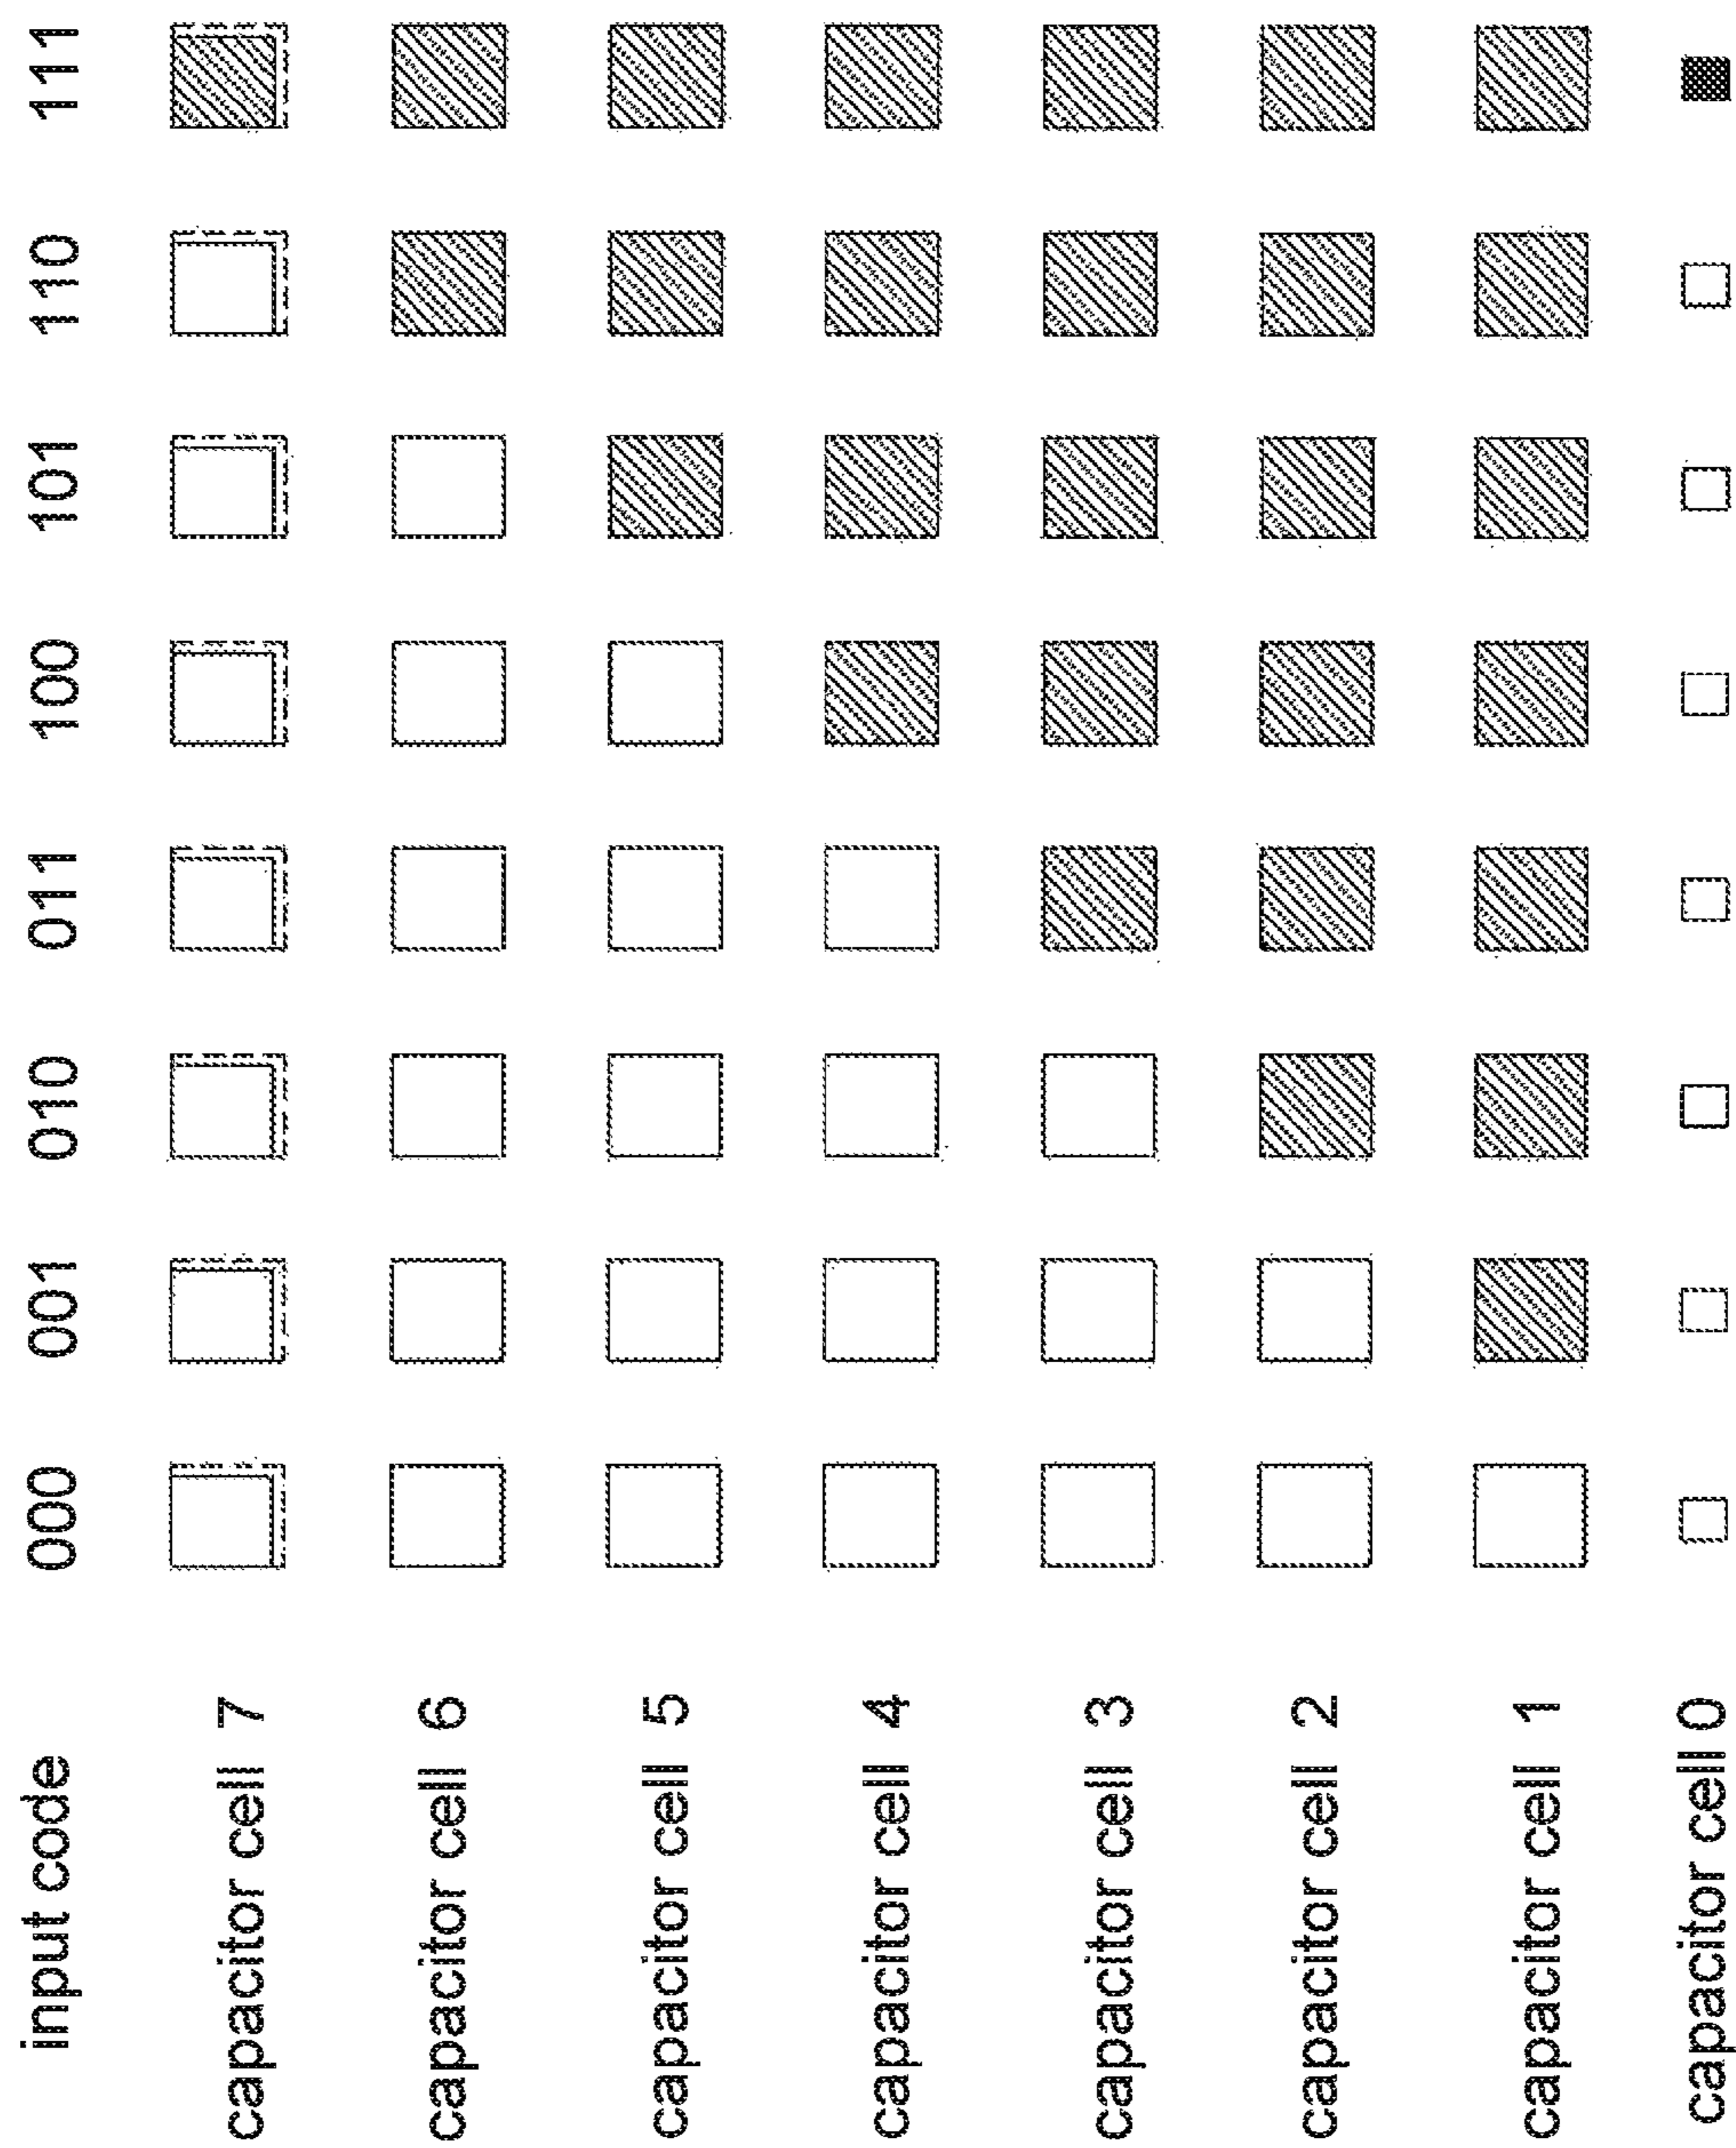 input code 000 001 010 011 100 101 110 111
capacitor cell 7
capacitor cell 6
capacitor cell 5
capacitor cell 4
capacitor cell 3
capacitor cell 2
capacitor cell 1
capacitor cell 0